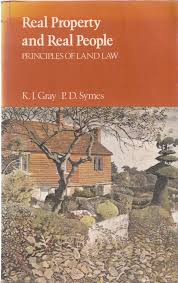 Real Property
and Real People
PRINCIPLES OF LAND LAW
K. J. Gray · P. D. Symes